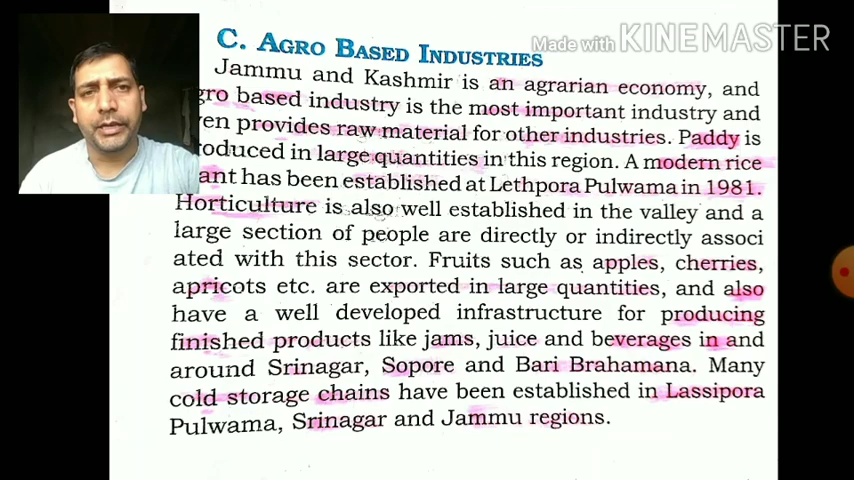 Made with KINEMASTER
C. AGRO BASED INDUSTRIES
Jammu and Kashmir is an agrarian economy, and
gro based industry is the most important industry and
ven provides raw material for other industries. Paddy is
roduced in large quantities in this region. A modern rice
ant has been established at Lethpora Pulwama in 1981.
Horticulture is also well established in the valley and a
large section of people are directly or indirectly associ
ated with this sector. Fruits such as apples, cherries,
apricots etc. are exported in large quantities, and also
have a well developed infrastructure for producing
finished products like jams, juice and beverages in and
around Srinagar, Sopore and Bari Brahamana. Many
cold storage chains have been established in Lassipora
Pulwama, Srinagar and Jammu regions.